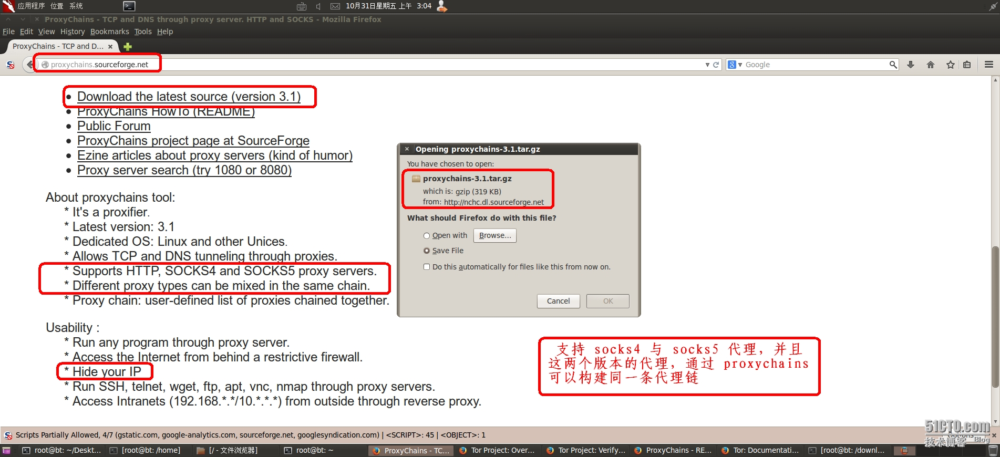 应用程序 位置 系统
10月31日星期五 上午 3:04
ProxyChains - TCP and DNS through proxy server. HTTP and SOCKS - Mozilla Firefox
File Edit View History Bookmarks Tools Help
ProxyChains - TCP and D...
proxychains.sourceforge.net
Google
Download the latest source (version 3.1)
ProxyChains HowTo (README)
Public Forum
ProxyChains project page at SourceForge
Ezine articles about proxy servers (kind of humor)
Proxy server search (try 1080 or 8080)
About proxychains tool:
* It's a proxifier.
* Latest version: 3.1
* Dedicated OS: Linux and other Unices.
* Allows TCP and DNS tunneling through proxies.
* Supports HTTP, SOCKS4 and SOCKS5 proxy servers.
* Different proxy types can be mixed in the same chain.
* Proxy chain: user-defined list of proxies chained together.
Usability :
* Run any program through proxy server.
* Access the Internet from behind a restrictive firewall.
* Hide your IP
* Run SSH, telnet, wget, ftp, apt, vnc, nmap through proxy servers.
* Access Intranets (192.168.*.*/10.*.*.*) from outside through reverse proxy.
Opening proxychains-3.1.tar.gz
You have chosen to open:
proxychains-3.1.tar.gz
which is: gzip (319 KB)
from: http://nchc.dl.sourceforge.net
What should Firefox do with this file?
Open with Browse...
Save File
Do this automatically for files like this from now on.
Cancel OK
支持 socks4 与 socks5 代理，并且
这两个版本的代理，通过 proxychains
可以构建同一条代理链
51CTO.com
技术博客 Blog
Scripts Partially Allowed, 4/7 (gstatic.com, google-analytics.com, sourceforge.net, googlesyndication.com) | <SCRIPT>: 45 | <OBJECT>: 1
root@bt: ~/Deskt... [root@bt: /home] [/ - 文件浏览器] root@bt: ~ ProxyChains - TC... Tor Project: Over... Tor Project: Verify,... ProxyChains - RE... Tor: Documentati... [root@bt: /downl...